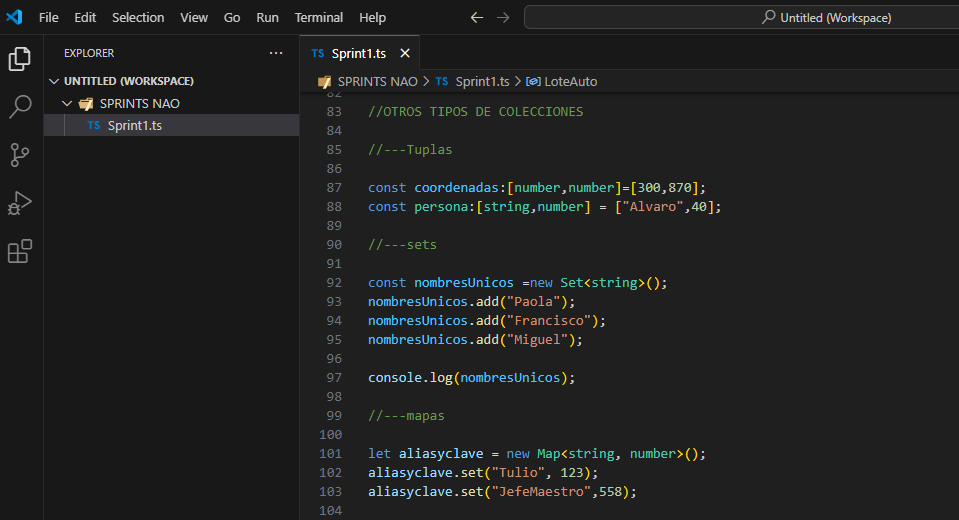 File Edit Selection View Go Run Terminal Help Untitled (Workspace)
EXPLORER ···
UNTITLED (WORKSPACE)
SPRINTS NAO
TS Sprint1.ts
TS Sprint1.ts
SPRINTS NAO > TS Sprint1.ts > LoteAuto
82
83 //OTROS TIPOS DE COLECCIONES
84
85 //---Tuplas
86
87 const coordenadas:[number,number]=[300,870];
88 const persona:[string,number] = ["Alvaro",40];
89
90 //---sets
91
92 const nombresUnicos =new Set<string>();
93 nombresUnicos.add("Paola");
94 nombresUnicos.add("Francisco");
95 nombresUnicos.add("Miguel");
96
97 console.log(nombresUnicos);
98
99 //---mapas
100
101 let aliasyclave = new Map<string, number>();
102 aliasyclave.set("Tulio", 123);
103 aliasyclave.set("JefeMaestro",558);
104